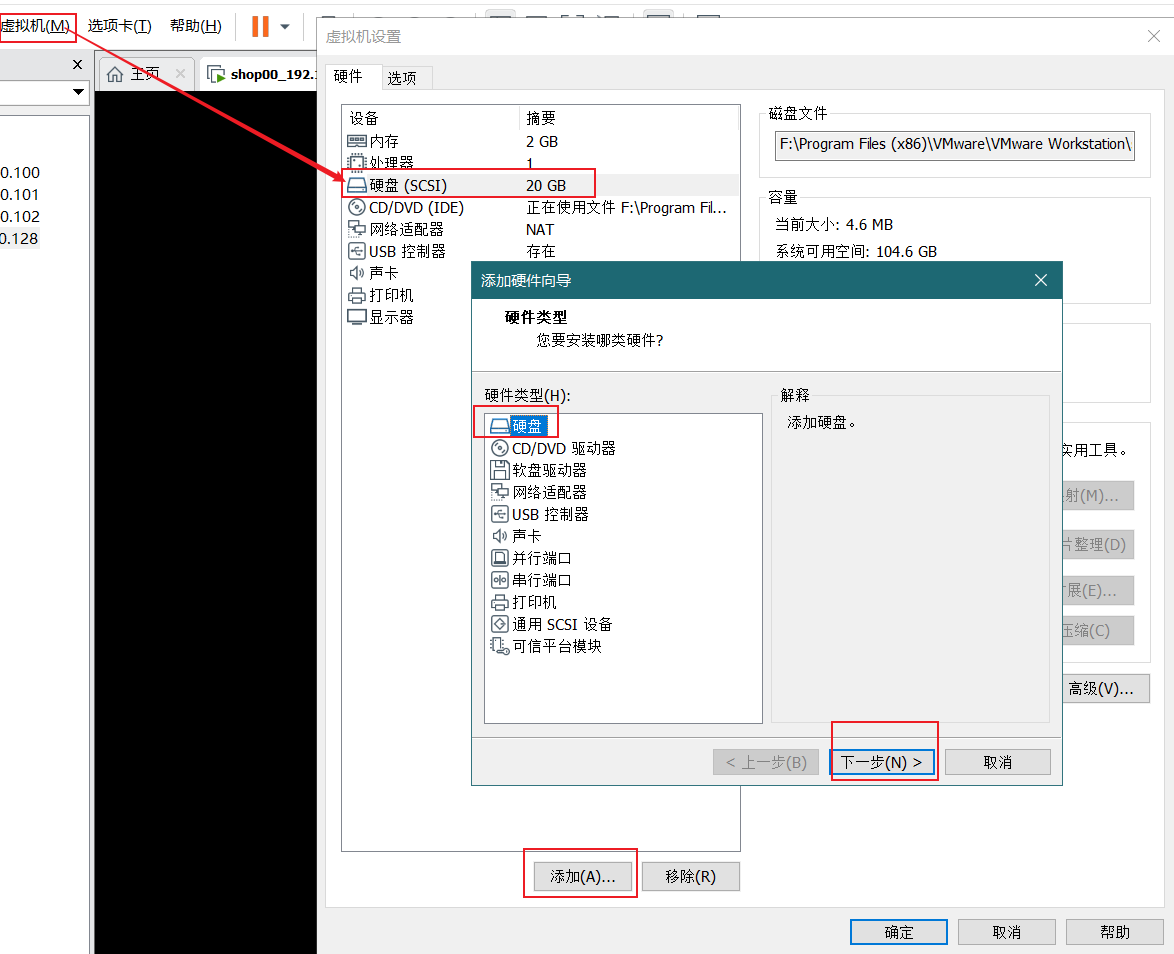 虚拟机(M) 选项卡(T) 帮助(H)
虚拟机设置
主页
shop00_192.1
硬件
选项
设备 摘要
内存 2 GB
处理器 1
硬盘 (SCSI) 20 GB
CD/DVD (IDE) 正在使用文件 F:\Program Fil...
网络适配器 NAT
USB 控制器 存在
声卡
打印机
显示器
0.100
0.101
0.102
0.128
磁盘文件
F:\Program Files (x86)\VMware\VMware Workstation\
容量
当前大小: 4.6 MB
系统可用空间: 104.6 GB
添加硬件向导
硬件类型
您要安装哪类硬件?
硬件类型(H):
硬盘
CD/DVD 驱动器
软盘驱动器
网络适配器
USB 控制器
声卡
并行端口
串行端口
打印机
通用 SCSI 设备
可信平台模块
解释
添加硬盘。
< 上一步(B)
下一步(N) >
取消
实用工具。
射(M)...
片整理(D)
展(E)...
压缩(C)
高级(V)...
添加(A)...
移除(R)
确定
取消
帮助